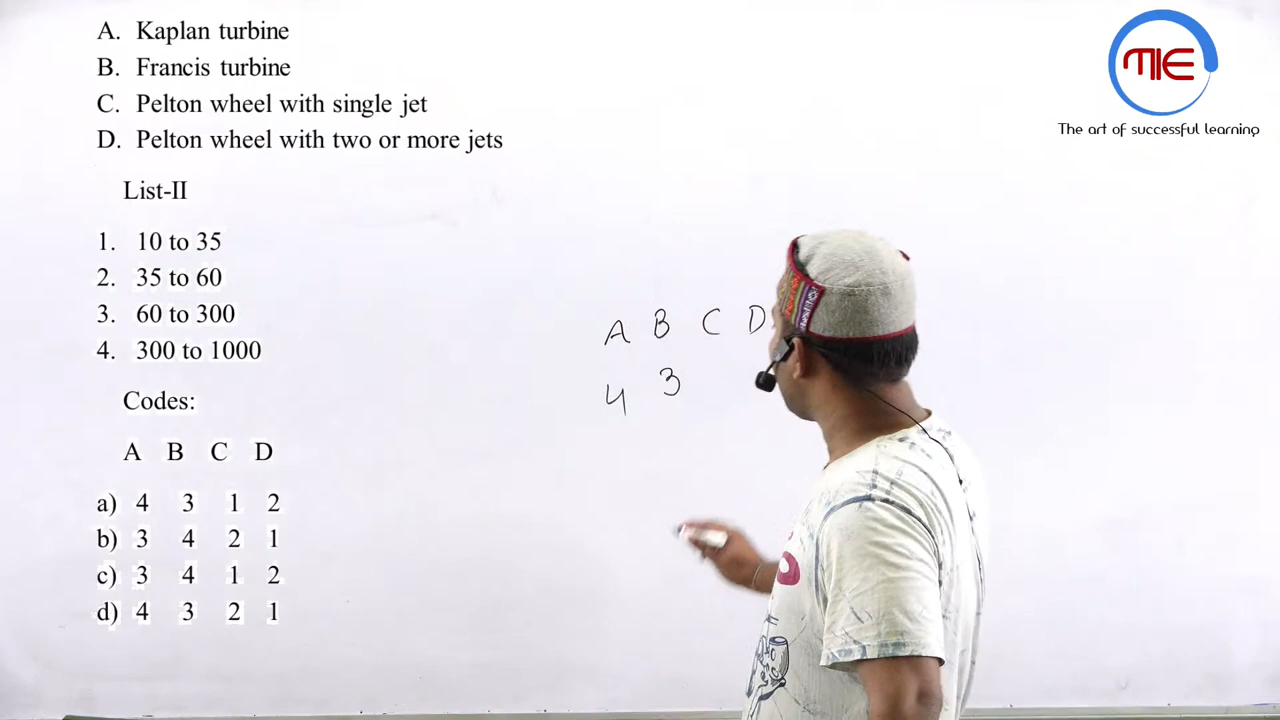 A. Kaplan turbine
B. Francis turbine
C. Pelton wheel with single jet
D. Pelton wheel with two or more jets
List-II
1. 10 to 35
2. 35 to 60
3. 60 to 300
4. 300 to 1000
Codes:
A B C D
a) 4 3 1 2
b) 3 4 2 1
c) 3 4 1 2
d) 4 3 2 1
A B C D
4 3
MIE
The art of successful learning